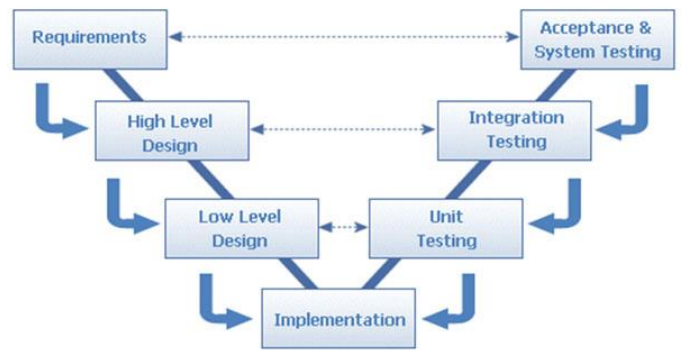 Requirements
Acceptance &
System Testing
High Level
Design
Integration
Testing
Low Level
Design
Unit
Testing
Implementation